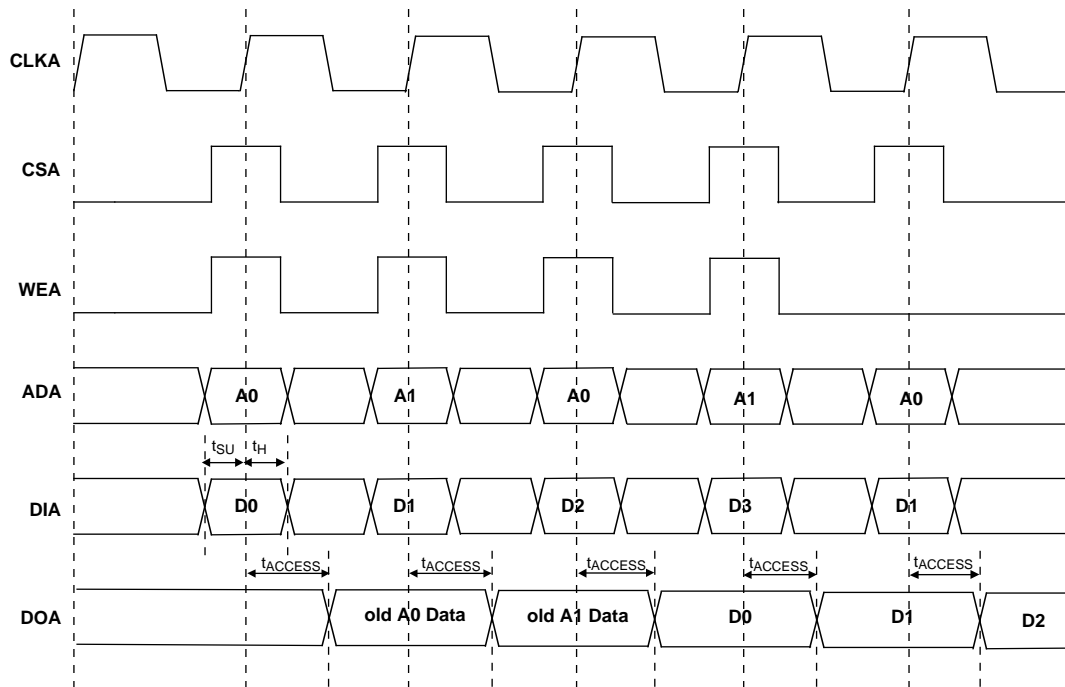 CLKA
CSA
WEA
ADA
A0 A1 A0 A1 A0
tSU tH
DIA
D0 D1 D2 D3 D1
tACCESS tACCESS tACCESS tACCESS tACCESS
DOA
old A0 Data old A1 Data D0 D1 D2